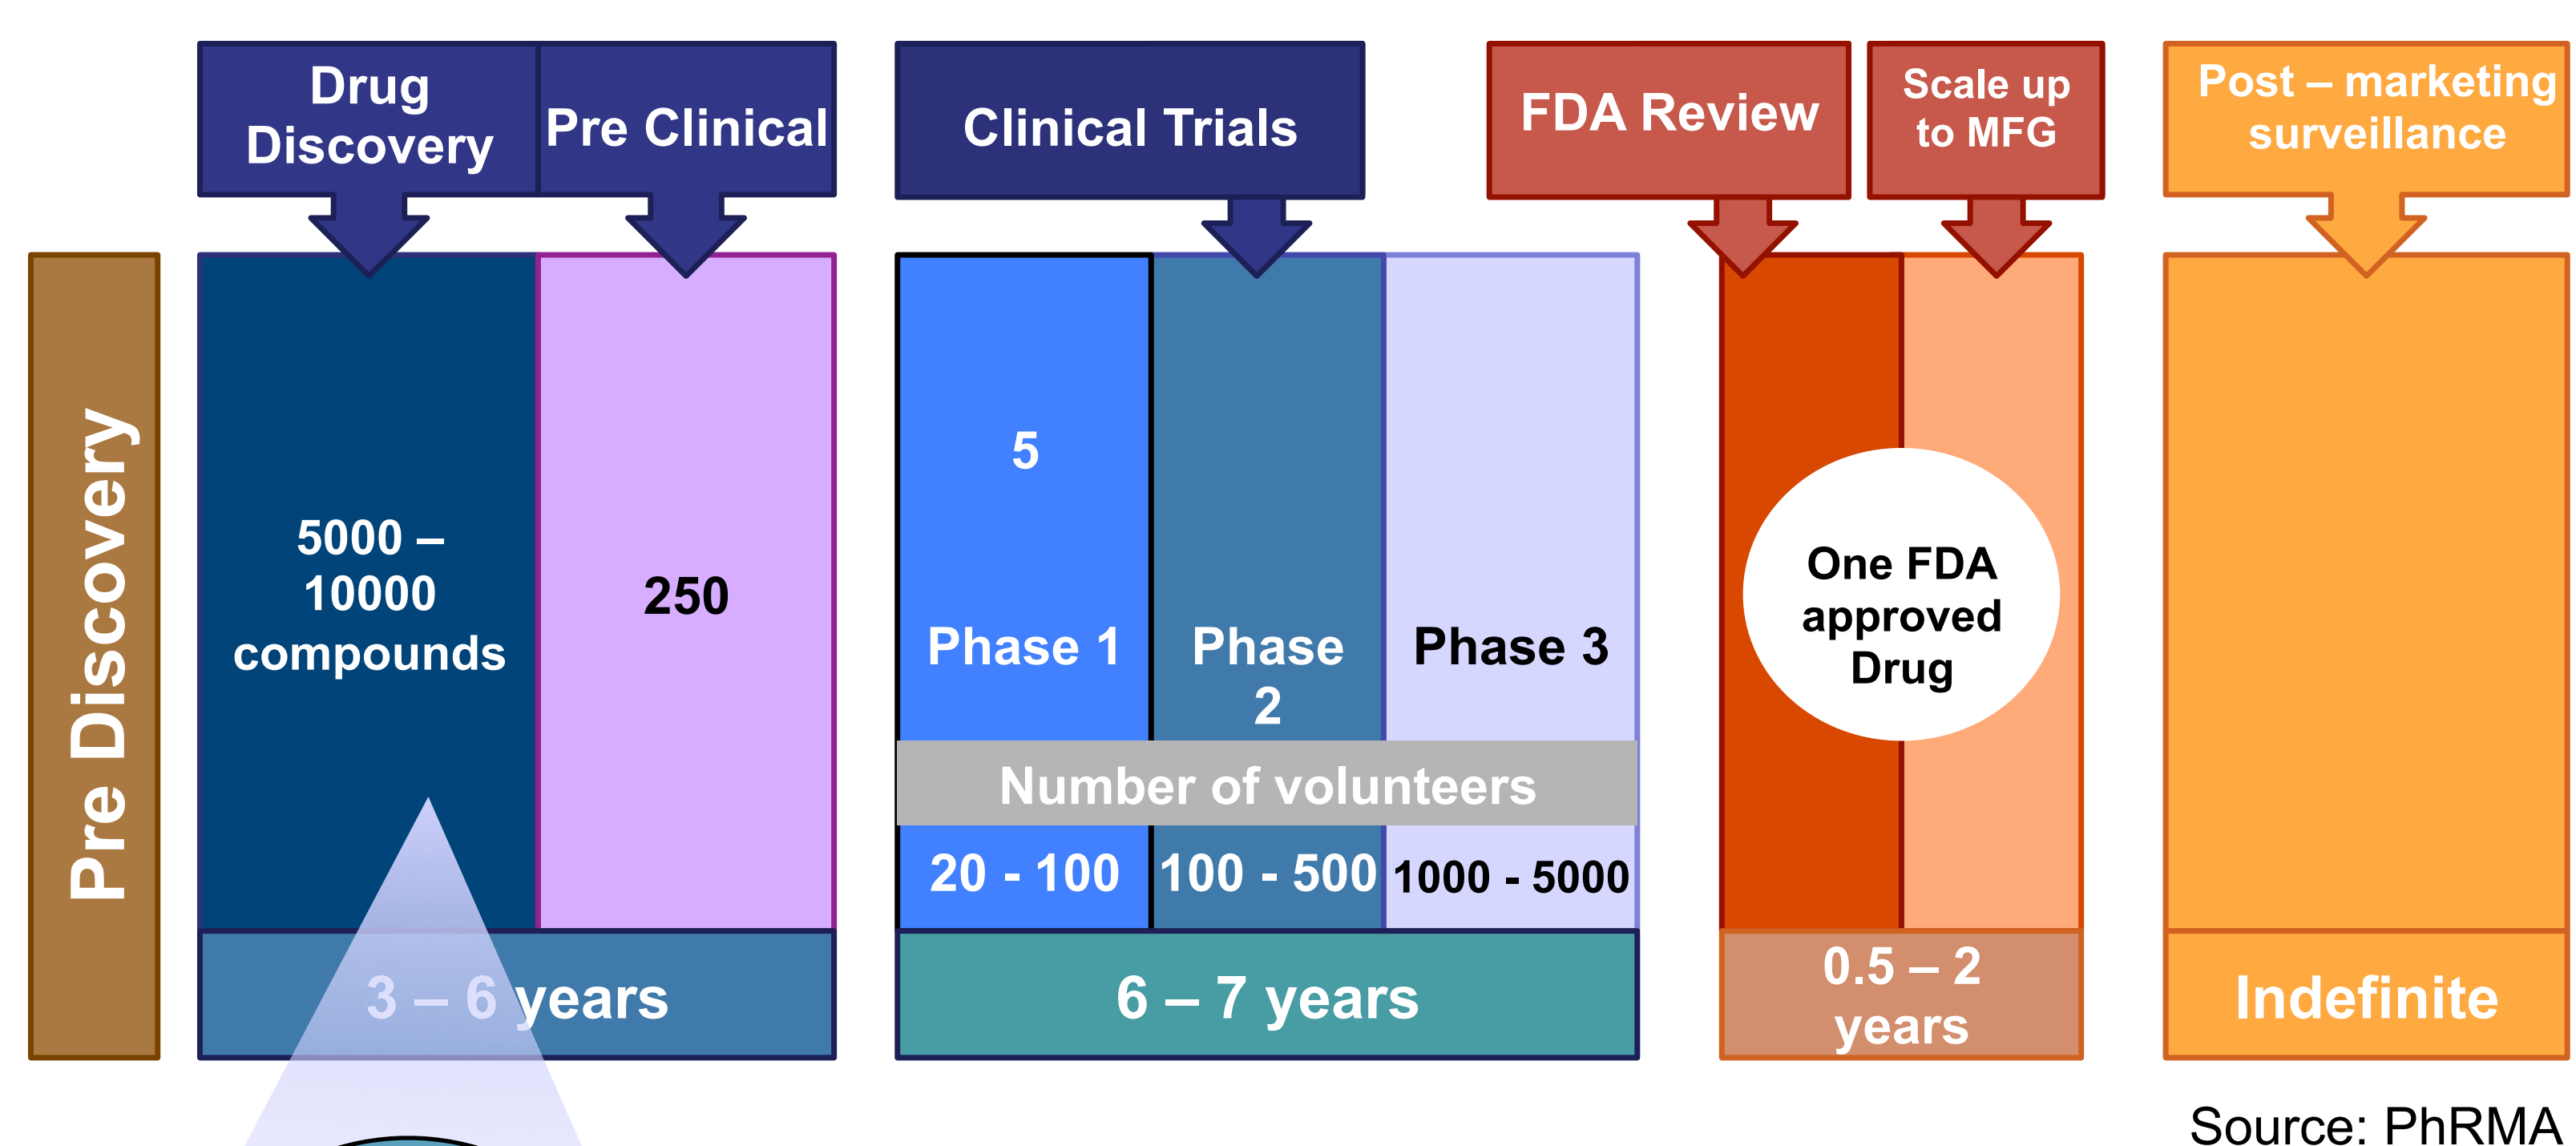 Drug
Discovery
Pre Clinical
Clinical Trials
FDA Review
Scale up
to MFG
Post – marketing
surveillance
Pre Discovery
5000 –
10000
compounds
250
5
Phase 1
Phase
2
Phase 3
Number of volunteers
20 - 100
100 - 500
1000 - 5000
One FDA
approved
Drug
3 – 6 years
6 – 7 years
0.5 – 2
years
Indefinite
Source: PhRMA